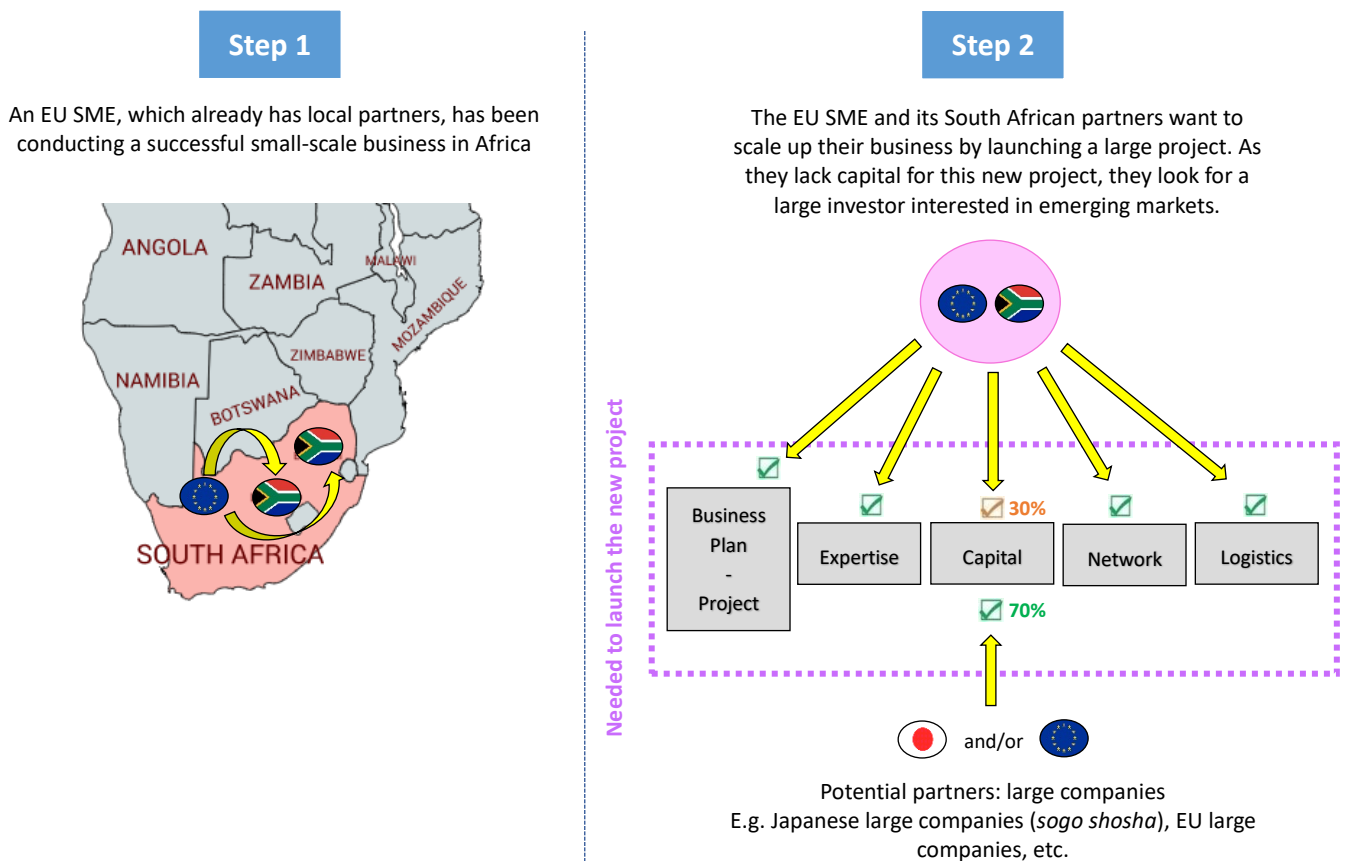 Step 1
An EU SME, which already has local partners, has been
conducting a successful small-scale business in Africa
ANGOLA
ZAMBIA
MALAWI
MOZAMBIQUE
ZIMBABWE
NAMIBIA
BOTSWANA
SOUTH AFRICA
Step 2
The EU SME and its South African partners want to
scale up their business by launching a large project. As
they lack capital for this new project, they look for a
large investor interested in emerging markets.
Needed to launch the new project
30%
Business
Plan
-
Project
Expertise
Capital
Network
Logistics
70%
and/or
Potential partners: large companies
E.g. Japanese large companies (sogo shosha), EU large
companies, etc.